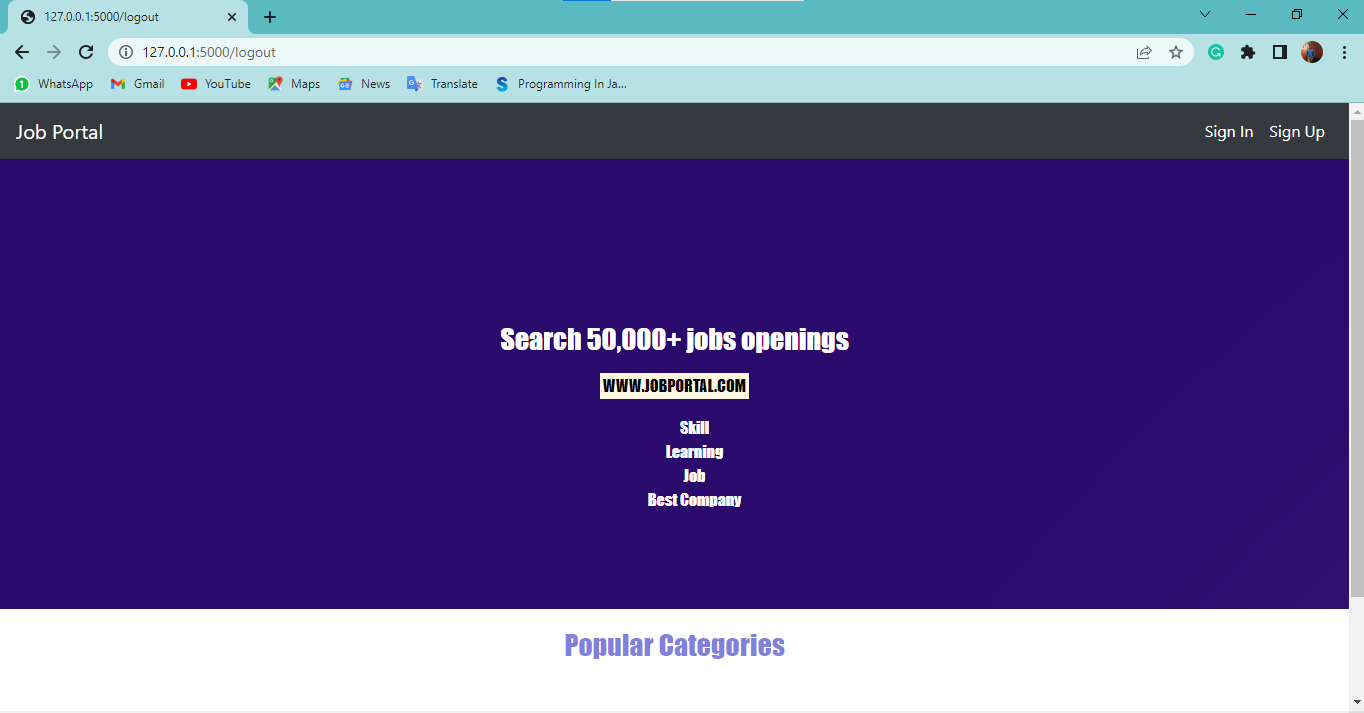 127.0.0.1:5000/logout
127.0.0.1:5000/logout
1 WhatsApp Gmail YouTube Maps News Translate Programming In Ja...
Job Portal Sign In Sign Up
Search 50,000+ jobs openings
WWW.JOBPORTAL.COM
Skill
Learning
Job
Best Company
Popular Categories